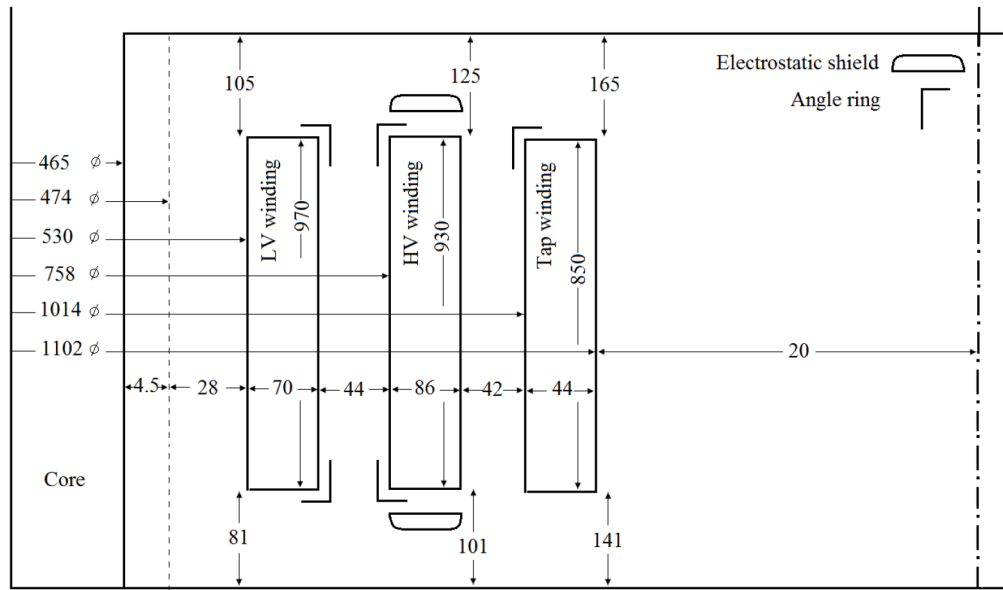 105
125
165
Electrostatic shield
Angle ring
465 ϕ
474 ϕ
530 ϕ
758 ϕ
1014 ϕ
1102 ϕ
LV winding
970
HV winding
930
Tap winding
850
20
4.5
28
70
44
86
42
44
Core
81
101
141